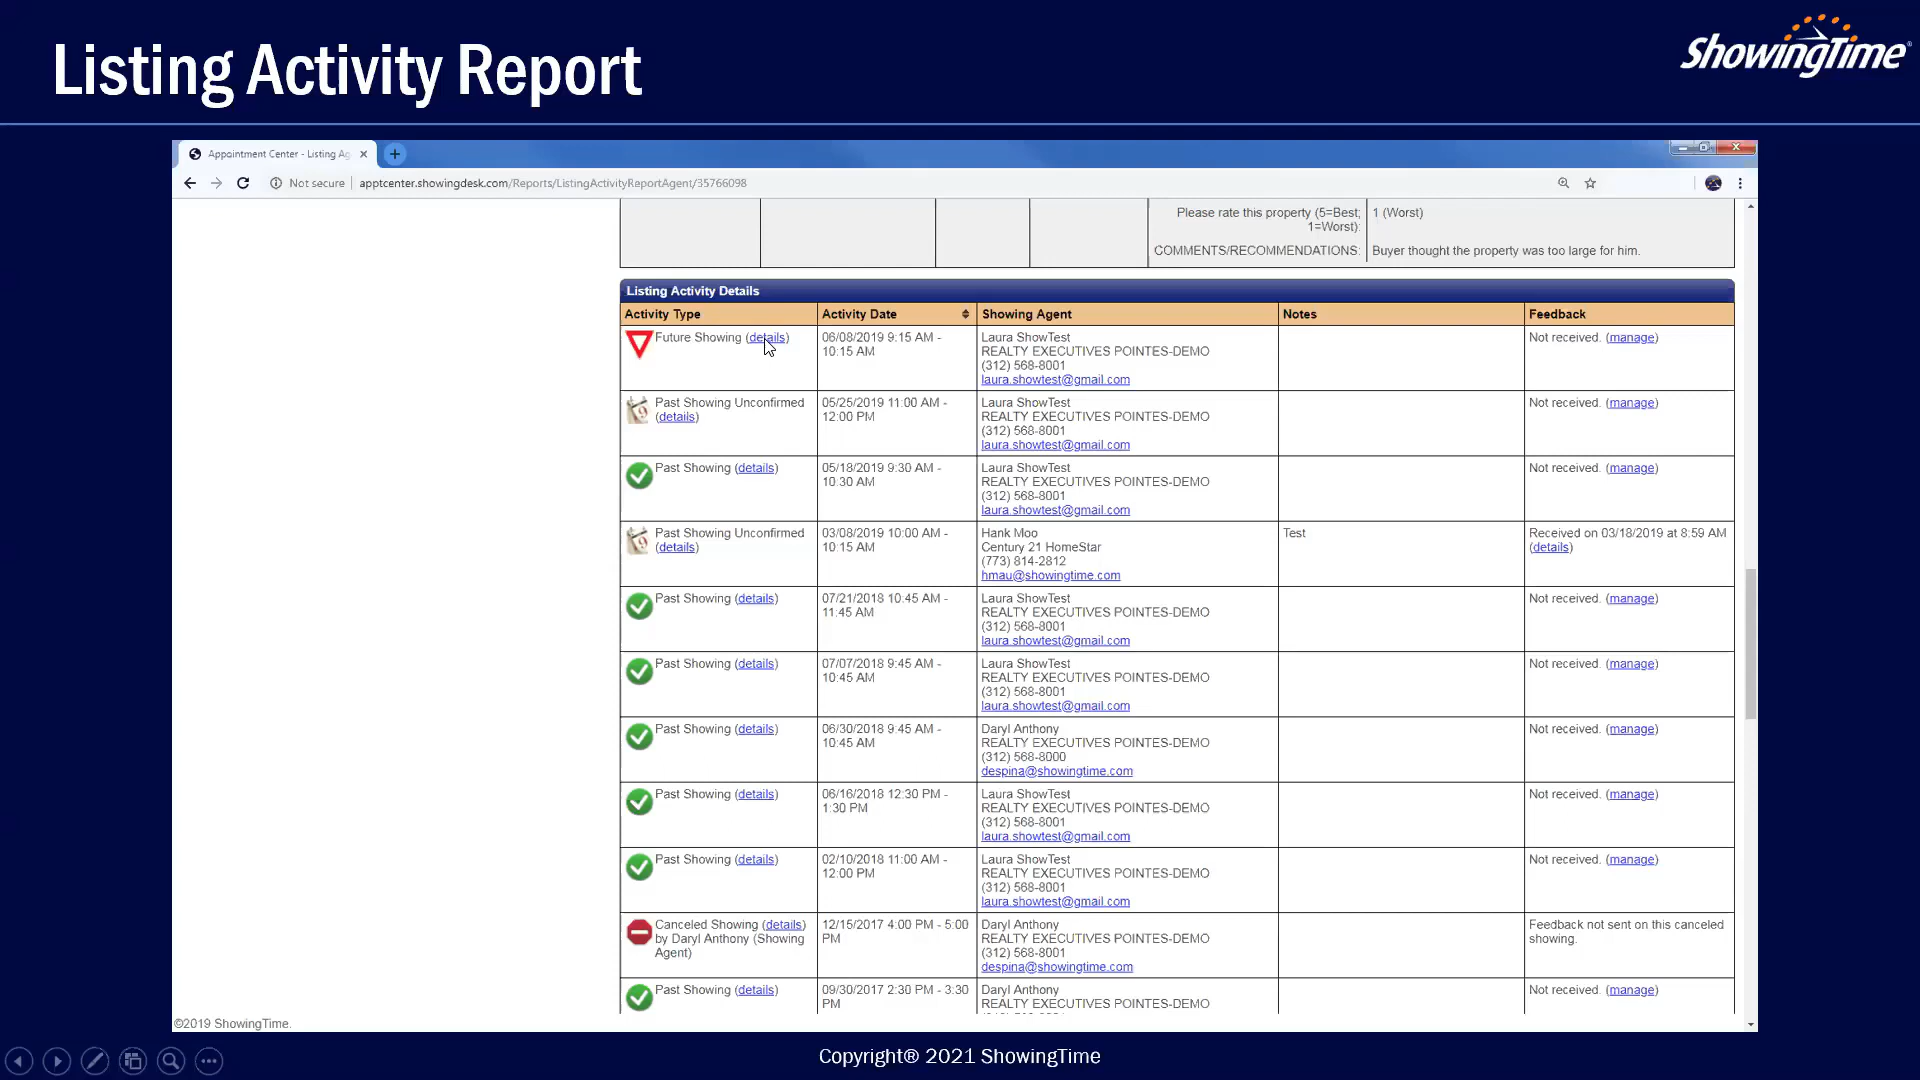 Listing Activity Report
ShowingTime
Appointment Center - Listing Ag
Not secure
apptcenter.showingdesk.com/Reports/ListingActivityReportAgent/35766098
Please rate this property (5=Best;
1=Worst):
1 (Worst)
COMMENTS/RECOMMENDATIONS:
Buyer thought the property was too large for him.
Listing Activity Details
Activity Type Activity Date Showing Agent Notes Feedback
Future Showing (details)
06/08/2019 9:15 AM -
10:15 AM
Laura ShowTest
REALTY EXECUTIVES POINTES-DEMO
(312) 568-8001
laura.showtest@gmail.com
Not received. (manage)
Past Showing Unconfirmed
(details)
05/25/2019 11:00 AM -
12:00 PM
Laura ShowTest
REALTY EXECUTIVES POINTES-DEMO
(312) 568-8001
laura.showtest@gmail.com
Not received. (manage)
Past Showing (details)
05/18/2019 9:30 AM -
10:30 AM
Laura ShowTest
REALTY EXECUTIVES POINTES-DEMO
(312) 568-8001
laura.showtest@gmail.com
Not received. (manage)
Past Showing Unconfirmed
(details)
03/08/2019 10:00 AM -
10:15 AM
Hank Moo
Century 21 HomeStar
(773) 814-2812
hmau@showingtime.com
Test
Received on 03/18/2019 at 8:59 AM
(details)
Past Showing (details)
07/21/2018 10:45 AM -
11:45 AM
Laura ShowTest
REALTY EXECUTIVES POINTES-DEMO
(312) 568-8001
laura.showtest@gmail.com
Not received. (manage)
Past Showing (details)
07/07/2018 9:45 AM -
10:45 AM
Laura ShowTest
REALTY EXECUTIVES POINTES-DEMO
(312) 568-8001
laura.showtest@gmail.com
Not received. (manage)
Past Showing (details)
06/30/2018 9:45 AM -
10:45 AM
Daryl Anthony
REALTY EXECUTIVES POINTES-DEMO
(312) 568-8000
despina@showingtime.com
Not received. (manage)
Past Showing (details)
06/16/2018 12:30 PM -
1:30 PM
Laura ShowTest
REALTY EXECUTIVES POINTES-DEMO
(312) 568-8001
laura.showtest@gmail.com
Not received. (manage)
Past Showing (details)
02/10/2018 11:00 AM -
12:00 PM
Laura ShowTest
REALTY EXECUTIVES POINTES-DEMO
(312) 568-8001
laura.showtest@gmail.com
Not received. (manage)
Canceled Showing (details)
by Daryl Anthony (Showing
Agent)
12/15/2017 4:00 PM - 5:00
PM
Daryl Anthony
REALTY EXECUTIVES POINTES-DEMO
(312) 568-8001
despina@showingtime.com
Feedback not sent on this canceled
showing.
Past Showing (details)
09/30/2017 2:30 PM - 3:30
PM
Daryl Anthony
REALTY EXECUTIVES POINTES-DEMO
Not received. (manage)
©2019 ShowingTime.
Copyright® 2021 ShowingTime